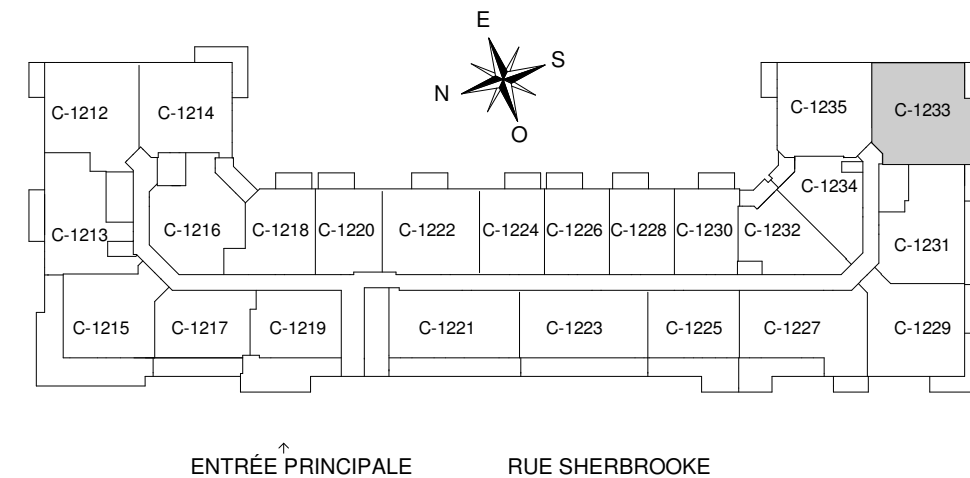 E
S
N
O
C-1212
C-1214
C-1235
C-1233
C-1234
C-1213
C-1216
C-1218
C-1220
C-1222
C-1224
C-1226
C-1228
C-1230
C-1232
C-1231
C-1215
C-1217
C-1219
C-1221
C-1223
C-1225
C-1227
C-1229
ENTRÉE PRINCIPALE
RUE SHERBROOKE